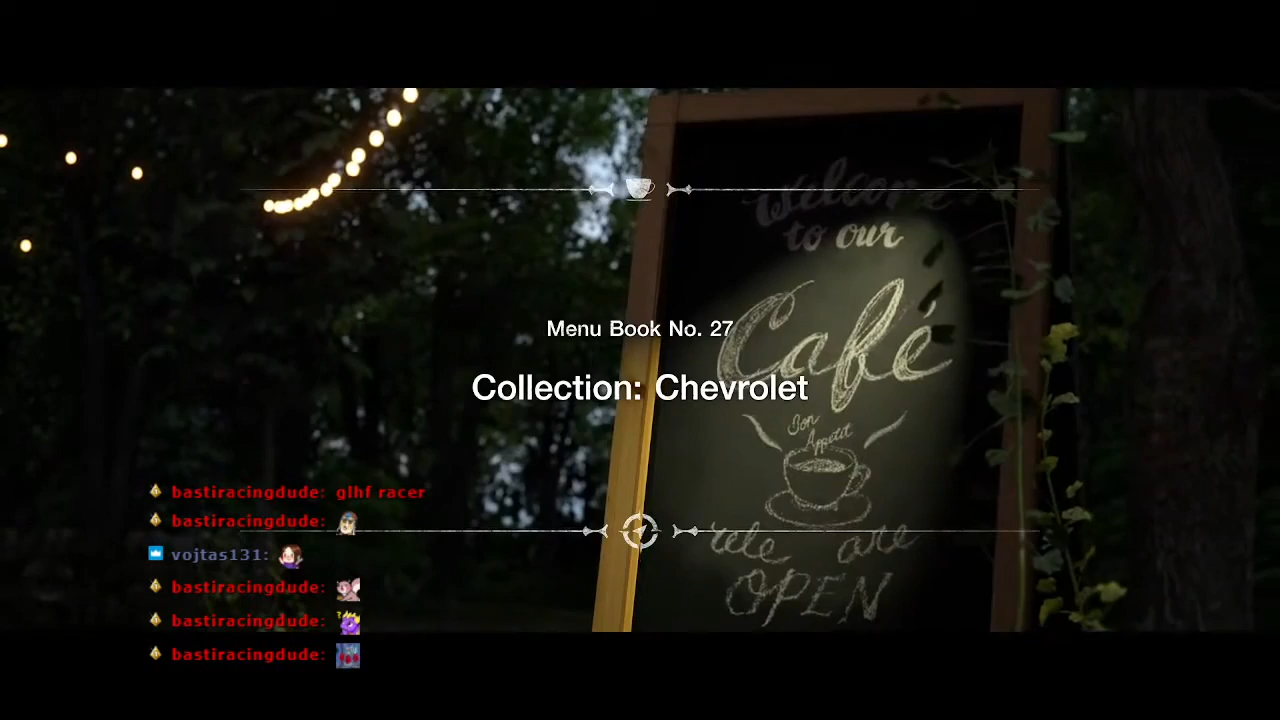 Welcome
to our
Café
Menu Book No. 27
Collection: Chevrolet
Bon
Appetit
We are
OPEN
bastiracingdude: glhf racer
bastiracingdude:
vojtas131:
bastiracingdude:
bastiracingdude:
bastiracingdude: